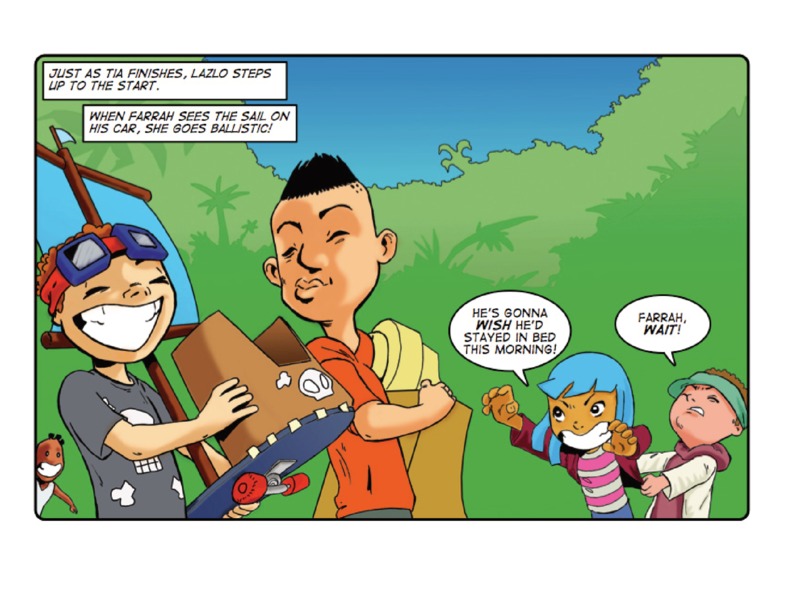 JUST AS TIA FINISHES, LAZLO STEPS
UP TO THE START.
WHEN FARRAH SEES THE SAIL ON
HIS CAR, SHE GOES BALLISTIC!
HE'S GONNA
WISH HE'D
STAYED IN BED
THIS MORNING!
FARRAH,
WAIT!